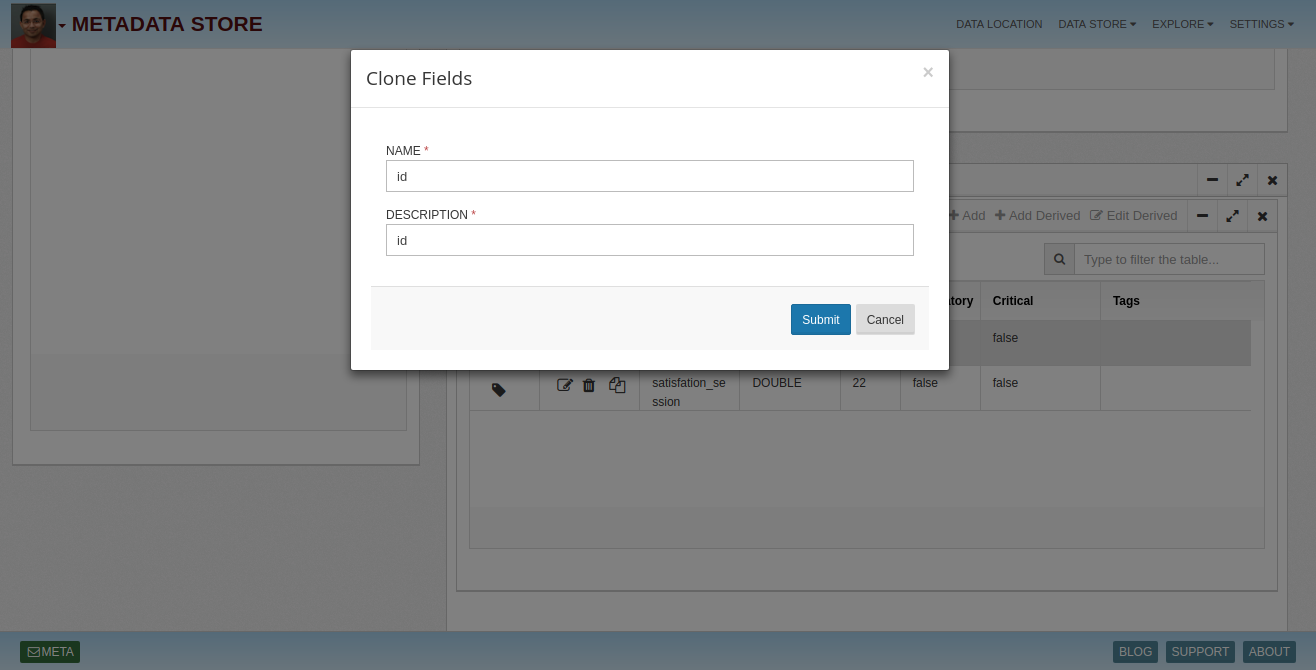 METADATA STORE
DATA LOCATION DATA STORE EXPLORE SETTINGS
Clone Fields
×
NAME *
id
DESCRIPTION *
id
Submit Cancel
Add Add Derived Edit Derived
Type to filter the table...
atory Critical Tags
false
satisfation_se DOUBLE 22 false false
ssion
META
BLOG SUPPORT ABOUT